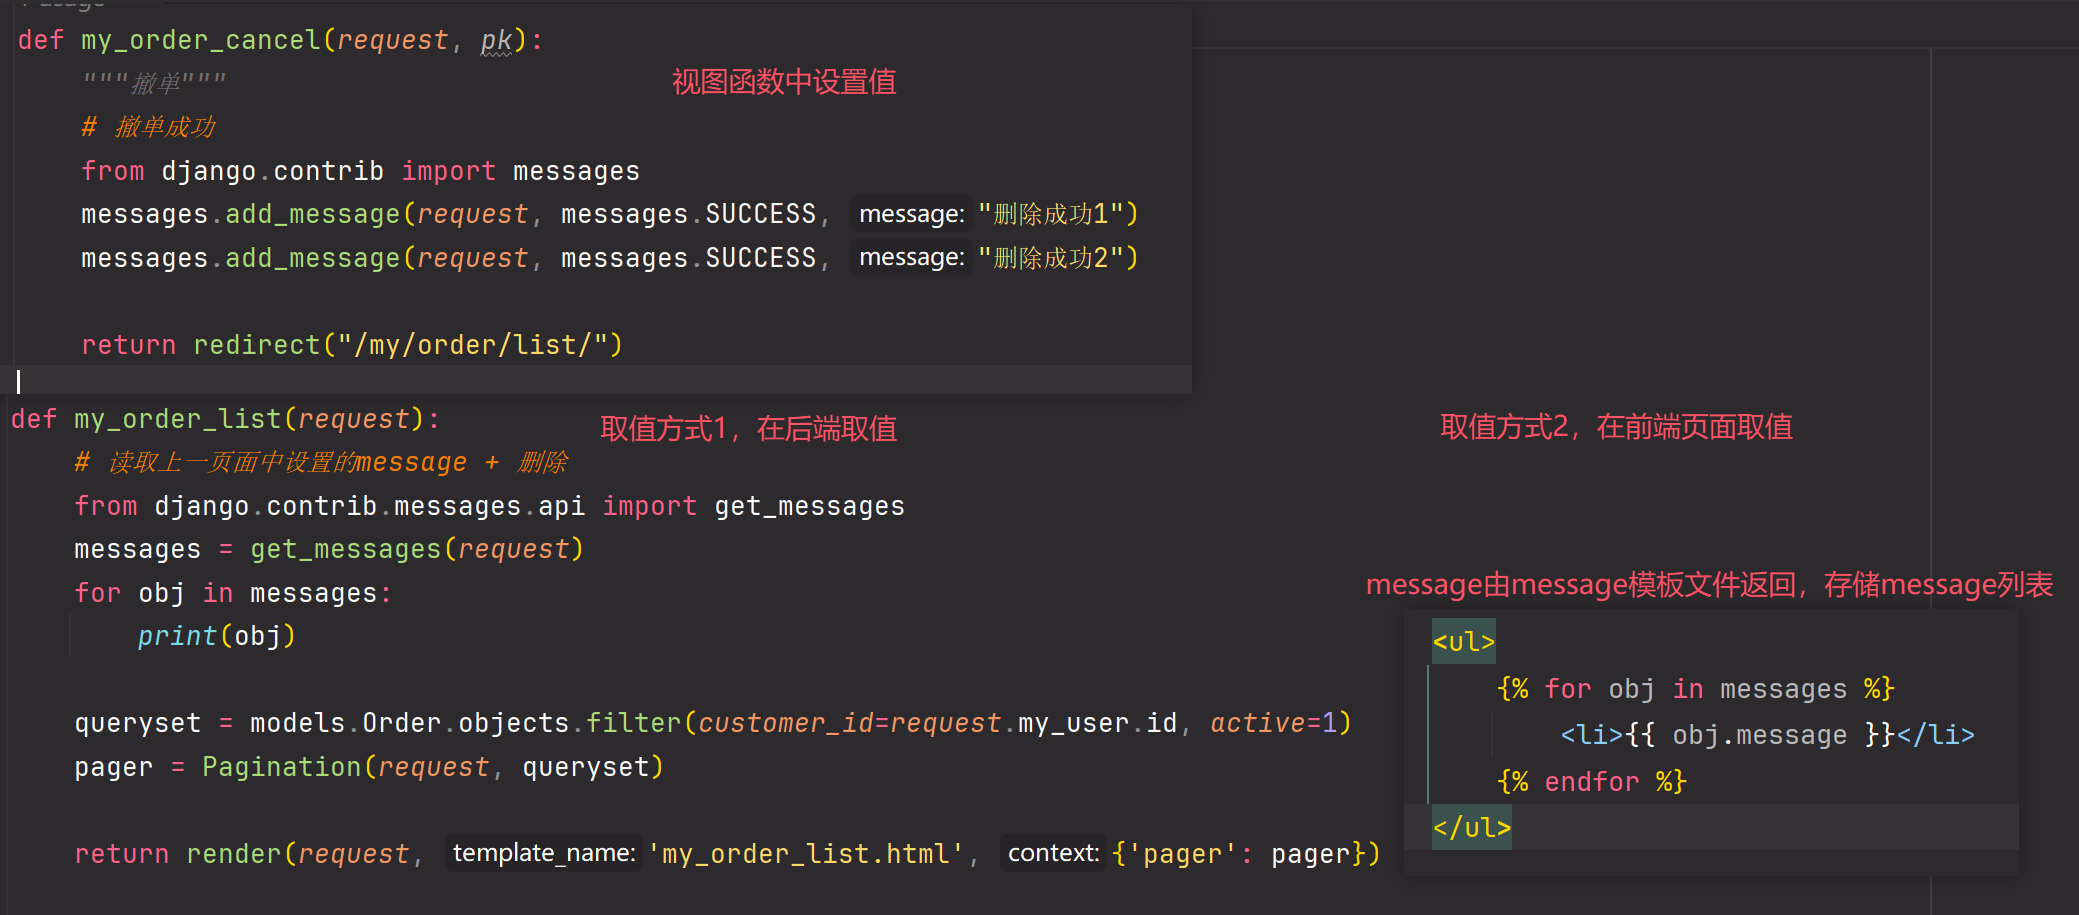 def my_order_cancel(request, pk):
"""撤单"""
视图函数中设置值
# 撤单成功
from django.contrib import messages
messages.add_message(request, messages.SUCCESS, message: "删除成功1")
messages.add_message(request, messages.SUCCESS, message: "删除成功2")
return redirect("/my/order/list/")
def my_order_list(request):
取值方式1，在后端取值
# 读取上一页面中设置的message + 删除
from django.contrib.messages.api import get_messages
messages = get_messages(request)
for obj in messages:
print(obj)
queryset = models.Order.objects.filter(customer_id=request.my_user.id, active=1)
pager = Pagination(request, queryset)
return render(request, template_name: 'my_order_list.html', context: {'pager': pager})
取值方式2，在前端页面取值
message由message模板文件返回，存储message列表
<ul>
{% for obj in messages %}
<li>{{ obj.message }}</li>
{% endfor %}
</ul>